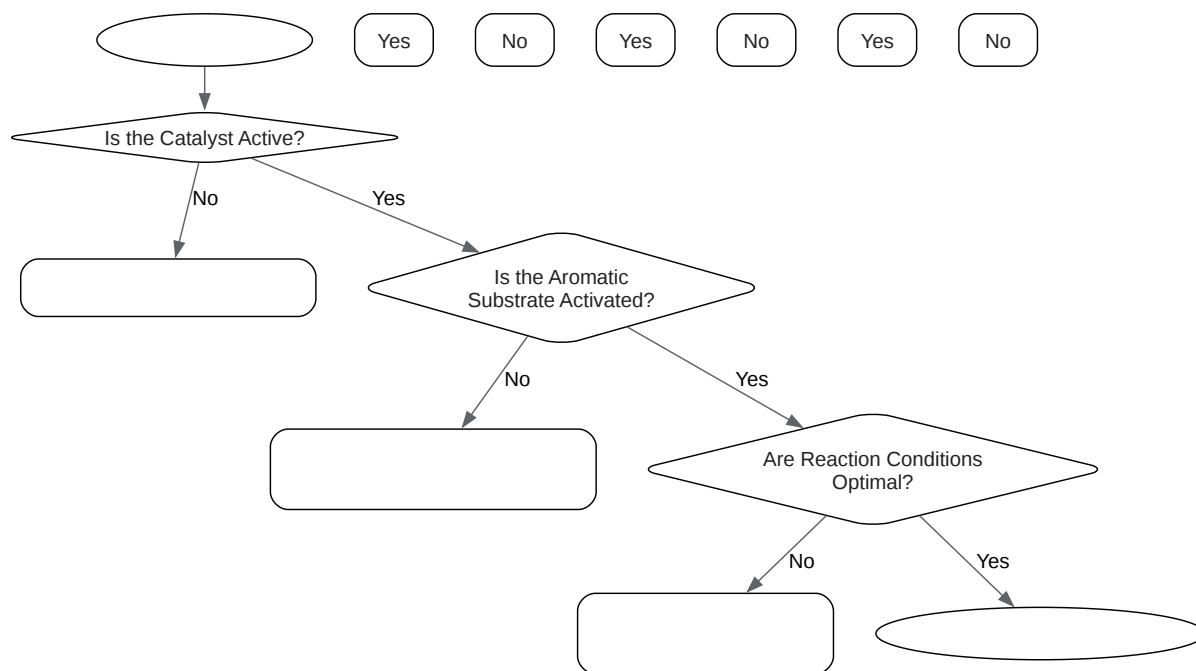 Yes
No
Yes
No
Yes
No
Is the Catalyst Active?
No
Yes
Is the Aromatic
Substrate Activated?
No
Yes
Are Reaction Conditions
Optimal?
No
Yes